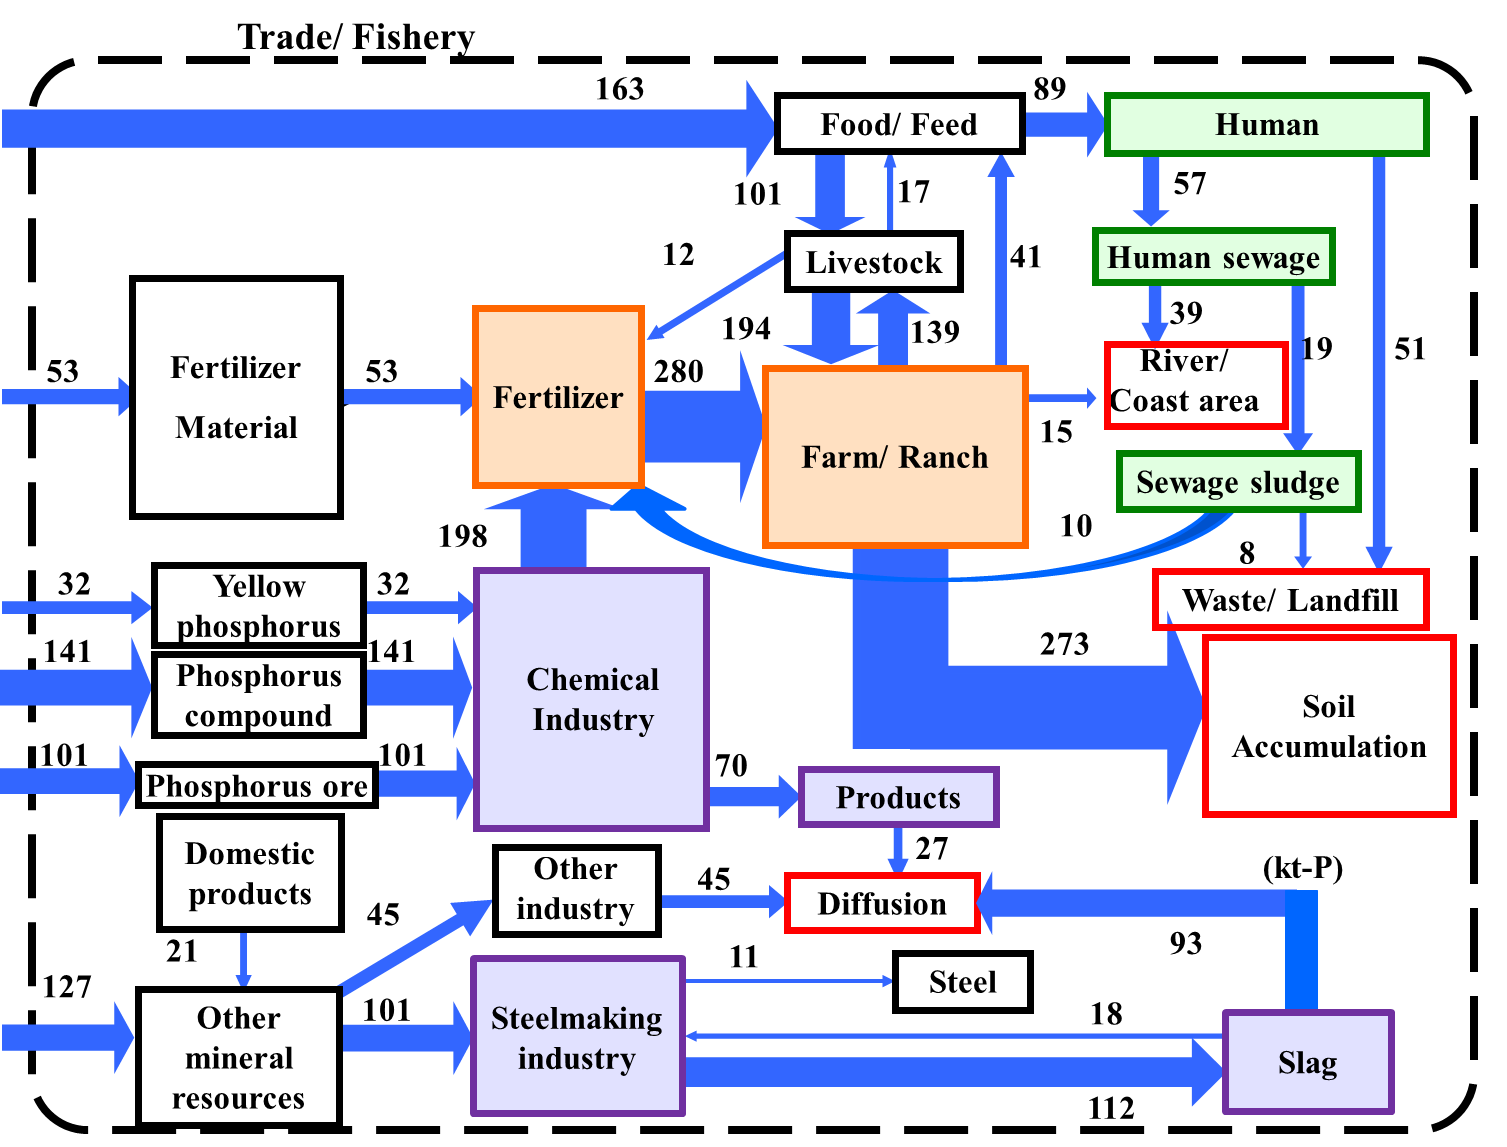 Trade/ Fishery
163
Food/ Feed
89
Human
101
17
57
12
Livestock
41
Human sewage
194
139
39
19
51
53
Fertilizer
Material
53
Fertilizer
280
Farm/ Ranch
15
River/
Coast area
Sewage sludge
198
10
8
32
Yellow
phosphorus
32
Waste/ Landfill
141
Phosphorus
compound
141
Chemical
Industry
273
Soil
Accumulation
101
Phosphorus ore
101
70
Products
Domestic
products
27
Other
industry
45
Diffusion
(kt-P)
21
45
93
127
Other
mineral
resources
101
Steelmaking
industry
11
Steel
18
Slag
112